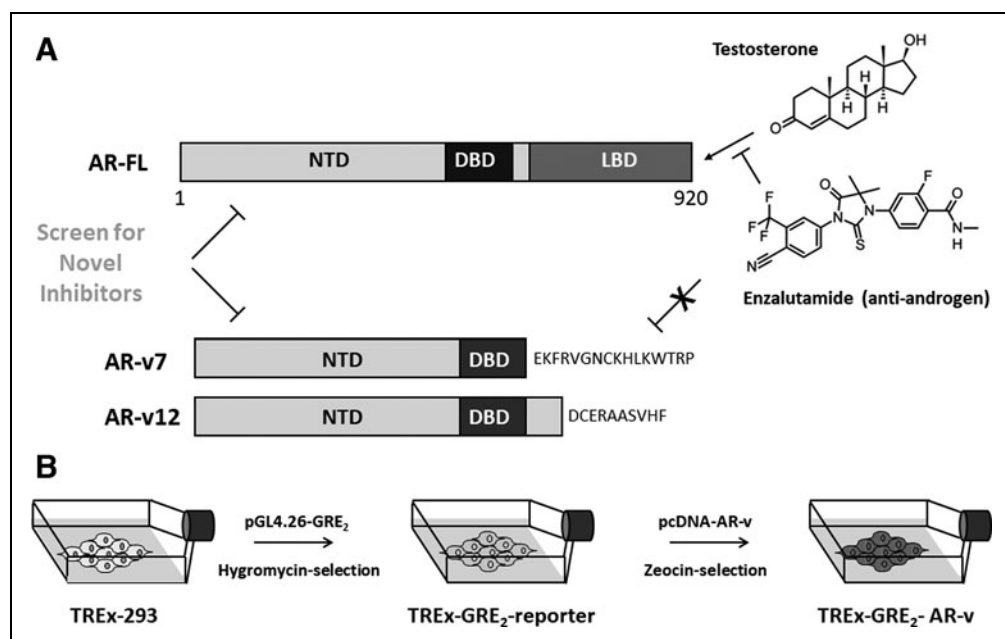 A
Testosterone
OH
H
H
H
O
AR-FL
NTD
DBD
LBD
1
920
Screen for
Novel
Inhibitors
F
F
F
O
N
N
S
F
O
N
H
N
Enzalutamide (anti-androgen)
AR-v7
NTD
DBD
EKFRVGNCKHLKWTRP
AR-v12
NTD
DBD
DCERAASVHF
B
pGL4.26-GRE₂
Hygromycin-selection
pcDNA-AR-v
Zeocin-selection
TREx-293
TREx-GRE₂-reporter
TREx-GRE₂- AR-v